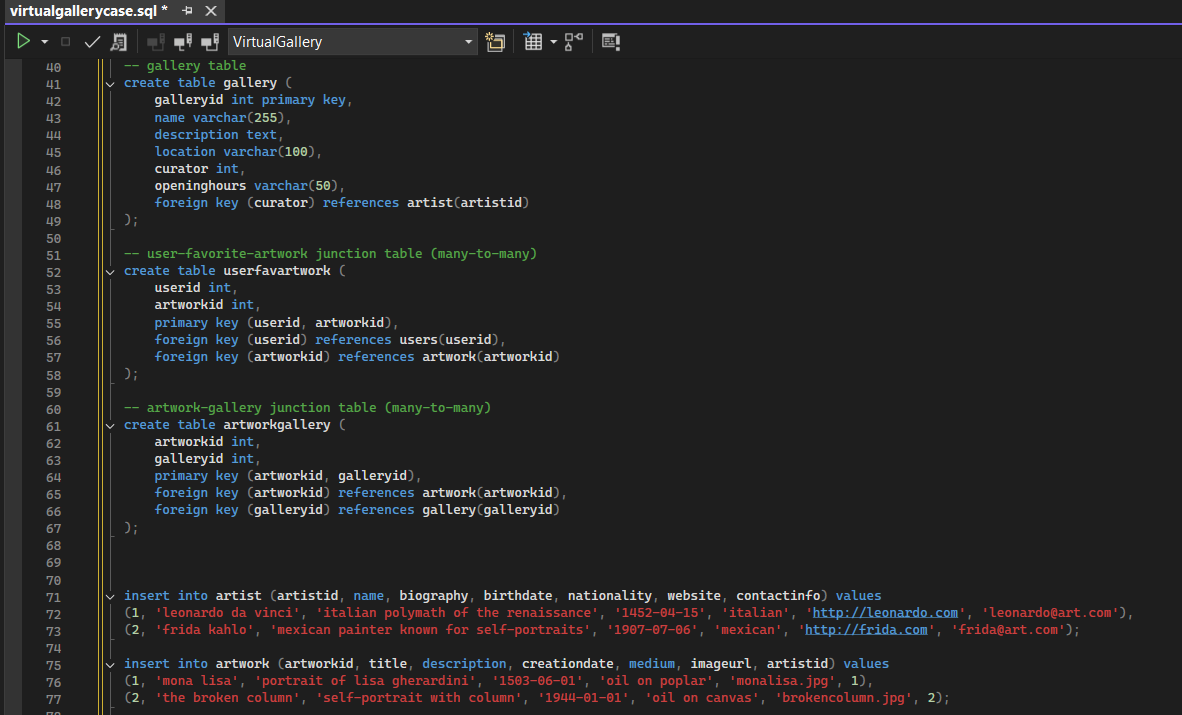 virtualgallerycase.sql *
VirtualGallery
40 -- gallery table
41 create table gallery (
42 galleryid int primary key,
43 name varchar(255),
44 description text,
45 location varchar(100),
46 curator int,
47 openinghours varchar(50),
48 foreign key (curator) references artist(artistid)
49 );
50
51 -- user-favorite-artwork junction table (many-to-many)
52 create table userfavartwork (
53 userid int,
54 artworkid int,
55 primary key (userid, artworkid),
56 foreign key (userid) references users(userid),
57 foreign key (artworkid) references artwork(artworkid)
58 );
59
60 -- artwork-gallery junction table (many-to-many)
61 create table artworkgallery (
62 artworkid int,
63 galleryid int,
64 primary key (artworkid, galleryid),
65 foreign key (artworkid) references artwork(artworkid),
66 foreign key (galleryid) references gallery(galleryid)
67 );
68
69
70
71 insert into artist (artistid, name, biography, birthdate, nationality, website, contactinfo) values
72 (1, 'leonardo da vinci', 'italian polymath of the renaissance', '1452-04-15', 'italian', 'http://leonardo.com', 'leonardo@art.com'),
73 (2, 'frida kahlo', 'mexican painter known for self-portraits', '1907-07-06', 'mexican', 'http://frida.com', 'frida@art.com');
74
75 insert into artwork (artworkid, title, description, creationdate, medium, imageurl, artistid) values
76 (1, 'mona lisa', 'portrait of lisa gherardini', '1503-06-01', 'oil on poplar', 'monalisa.jpg', 1),
77 (2, 'the broken column', 'self-portrait with column', '1944-01-01', 'oil on canvas', 'brokencolumn.jpg', 2);